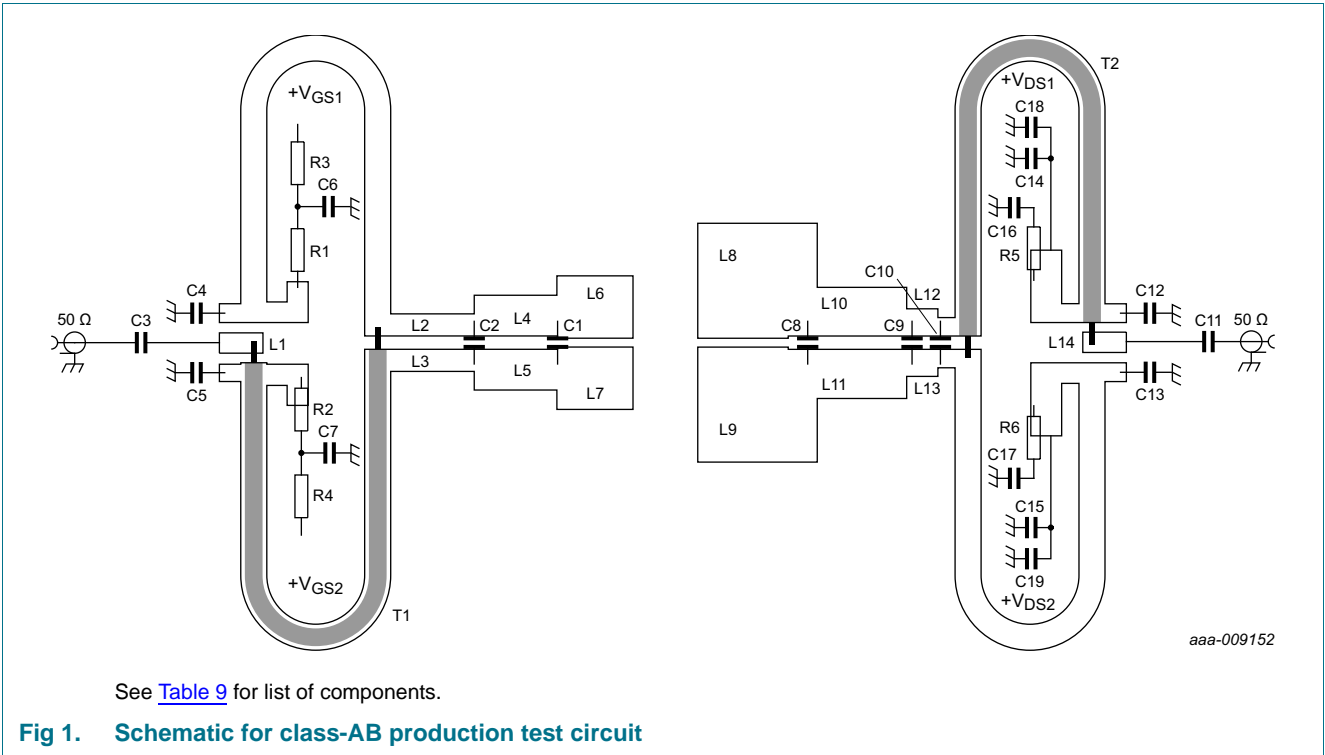 T2
+VGS1
+VDS1
C18
R3
C14
C6
C16
R1
R5
L8
C10
C4
L6
L10
L12
C12
50 Ω
C3
L2
C2
L4
C1
C8
C9
C11
50 Ω
L1
L14
L3
L5
L7
L11
L13
C5
C13
R2
C7
L9
R6
C17
R4
C15
C19
+VGS2
+VDS2
T1
aaa-009152
See Table 9 for list of components.
Fig 1. Schematic for class-AB production test circuit